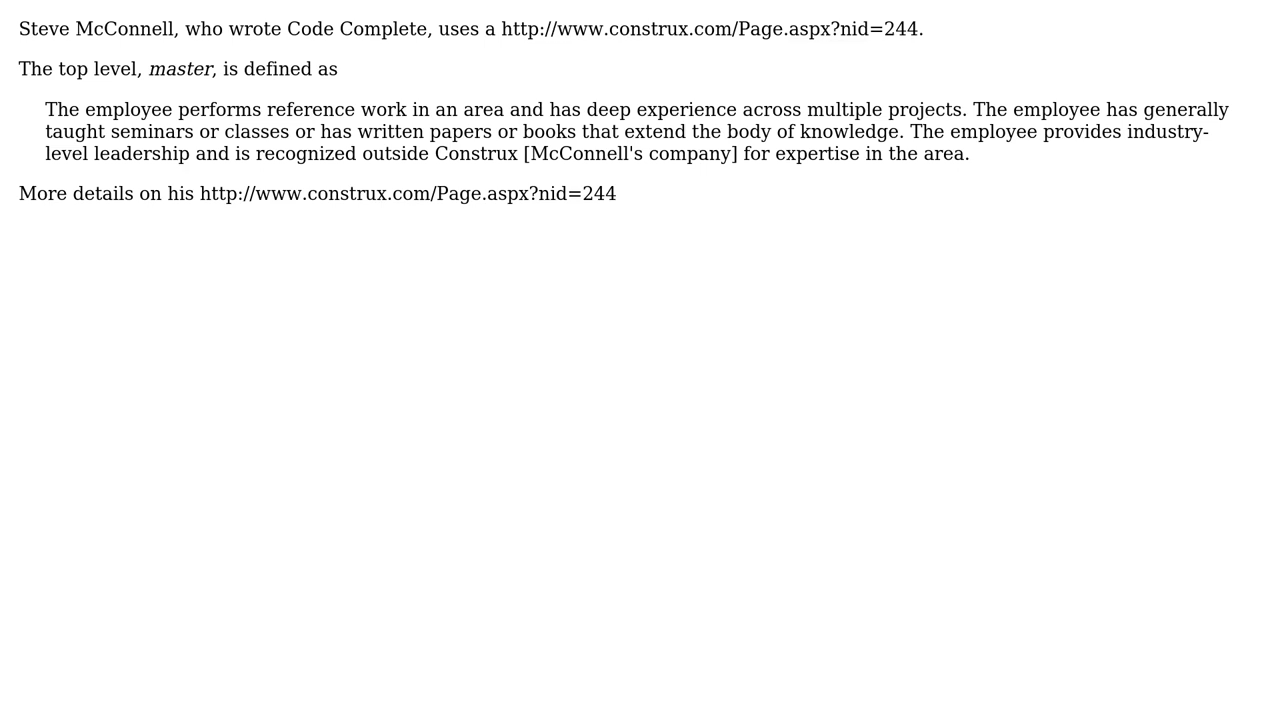 Steve McConnell, who wrote Code Complete, uses a http://www.construx.com/Page.aspx?nid=244.
The top level, master, is defined as
The employee performs reference work in an area and has deep experience across multiple projects. The employee has generally
taught seminars or classes or has written papers or books that extend the body of knowledge. The employee provides industry-
level leadership and is recognized outside Construx [McConnell's company] for expertise in the area.
More details on his http://www.construx.com/Page.aspx?nid=244